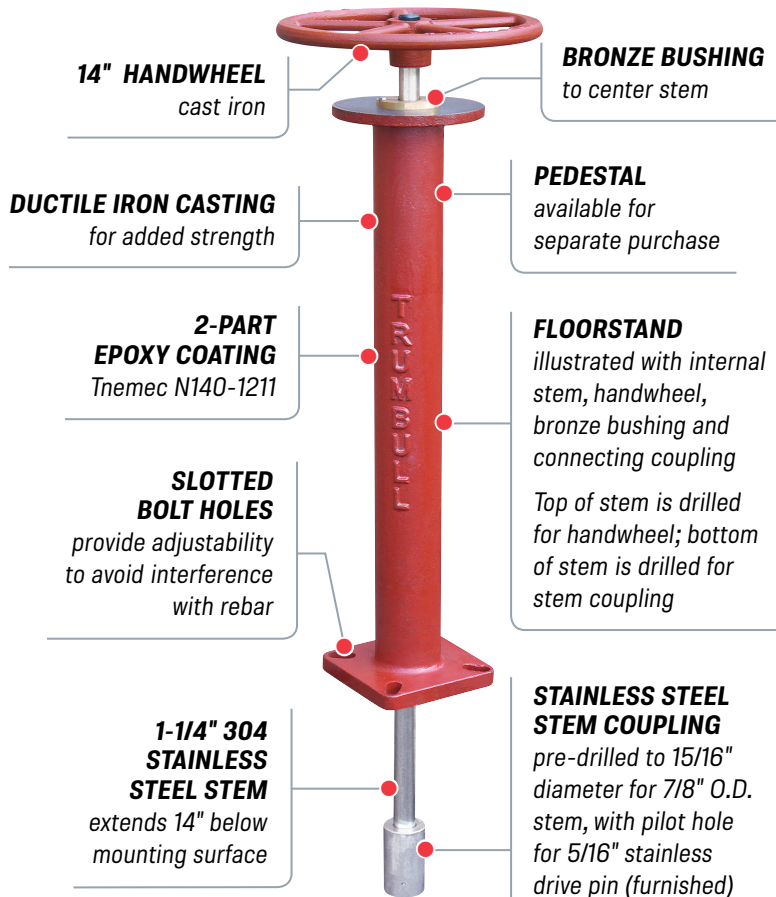 14" HANDWHEEL
cast iron
BRONZE BUSHING
to center stem
DUCTILE IRON CASTING
for added strength
PEDESTAL
available for
separate purchase
2-PART
EPOXY COATING
Tnemec N140-1211
TRUMBULL
FLOORSTAND
illustrated with internal
stem, handwheel,
bronze bushing and
connecting coupling
Top of stem is drilled
for handwheel; bottom
of stem is drilled for
stem coupling
SLOTTED
BOLT HOLES
provide adjustability
to avoid interference
with rebar
1-1/4" 304
STAINLESS
STEEL STEM
extends 14" below
mounting surface
STAINLESS STEEL
STEM COUPLING
pre-drilled to 15/16"
diameter for 7/8" O.D.
stem, with pilot hole
for 5/16" stainless
drive pin (furnished)